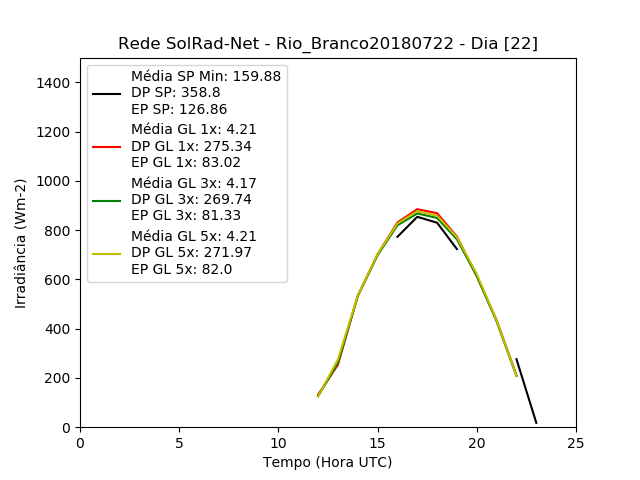 Rede SolRad-Net - Rio_Branco20180722 - Dia [22]
Média SP Min: 159.88
DP SP: 358.8
EP SP: 126.86
Média GL 1x: 4.21
DP GL 1x: 275.34
EP GL 1x: 83.02
Média GL 3x: 4.17
DP GL 3x: 269.74
EP GL 3x: 81.33
Média GL 5x: 4.21
DP GL 5x: 271.97
EP GL 5x: 82.0
Irradiância (Wm-2)
1400
1200
1000
800
600
400
200
0
0 5 10 15 20 25
Tempo (Hora UTC)